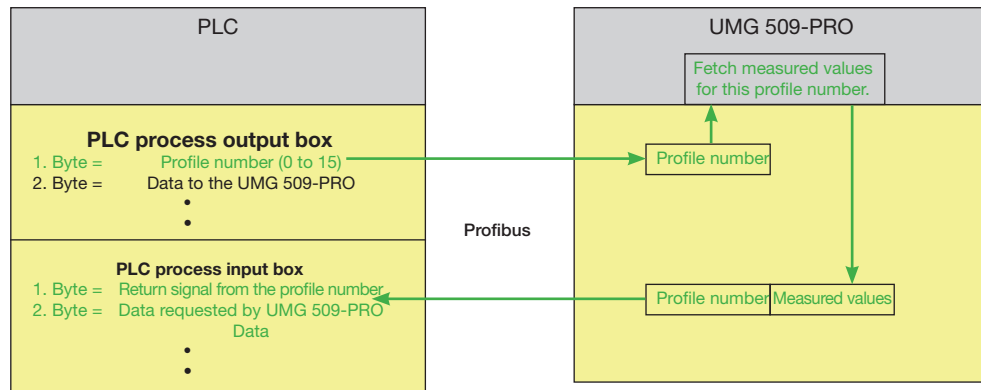 PLC
PLC process output box
1. Byte = Profile number (0 to 15)
2. Byte = Data to the UMG 509-PRO
•
•
PLC process input box
1. Byte = Return signal from the profile number
2. Byte = Data requested by UMG 509-PRO
Data
•
•
Profibus
UMG 509-PRO
Fetch measured values
for this profile number.
Profile number
Profile number Measured values